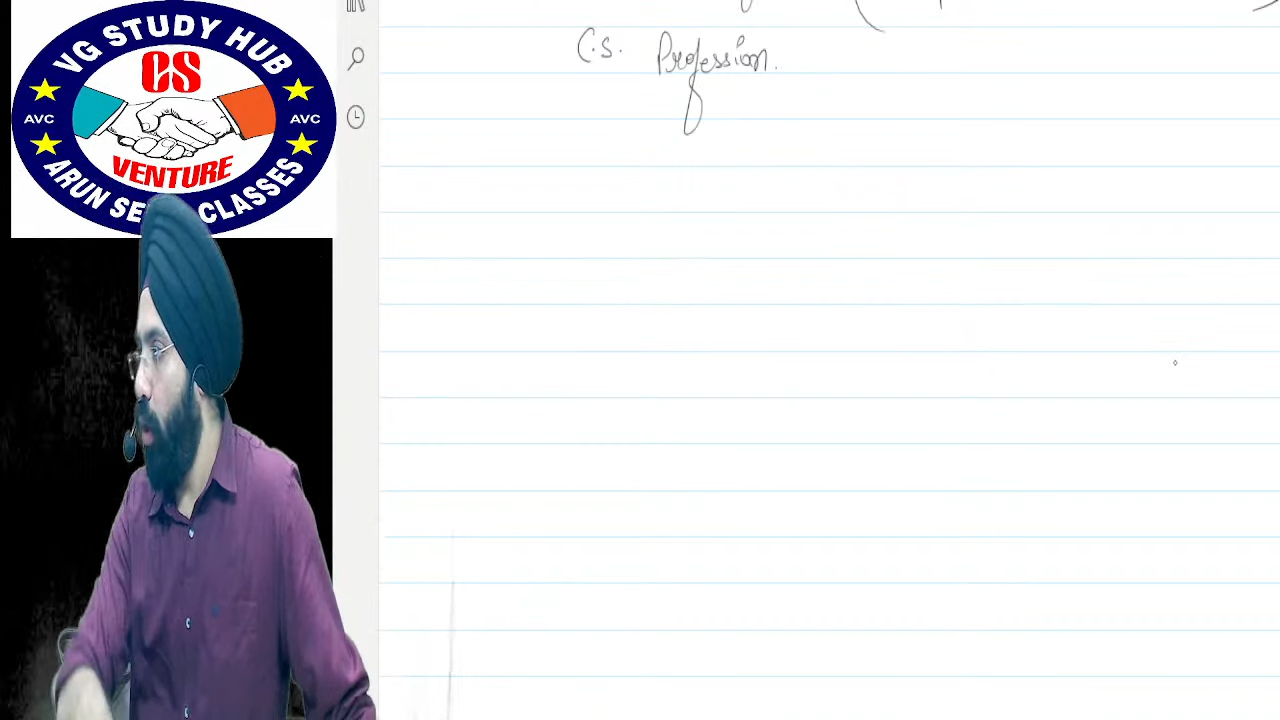 VG STUDY HUB
CS
AVC
AVC
VENTURE
ARUN SE CLASSES
C.S. Profession.